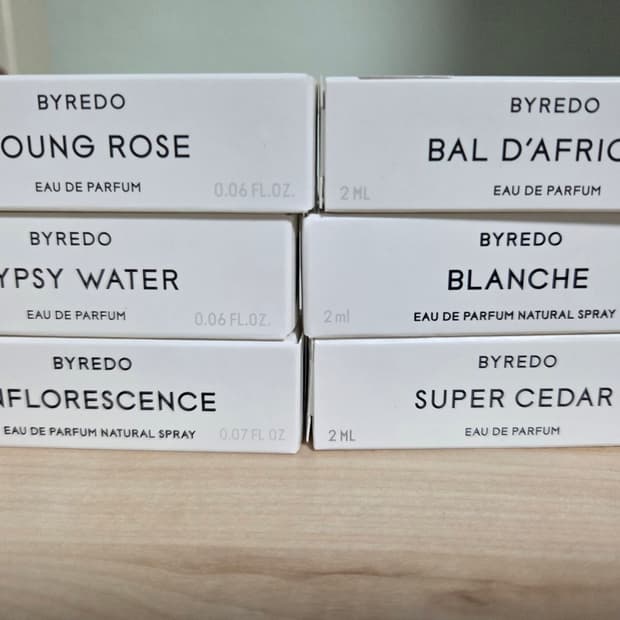 BYREDO
OUNG ROSE
EAU DE PARFUM
0.06 FL.OZ.
BYREDO
BAL D'AFRIC
2 ML
EAU DE PARFUM
BYREDO
YPSY WATER
EAU DE PARFUM
0.06 FL.OZ.
BYREDO
BLANCHE
2 ml
EAU DE PARFUM NATURAL SPRAY
BYREDO
NFLORESCENCE
EAU DE PARFUM NATURAL SPRAY
0.07 FL OZ
BYREDO
SUPER CEDAR
2 ML
EAU DE PARFUM